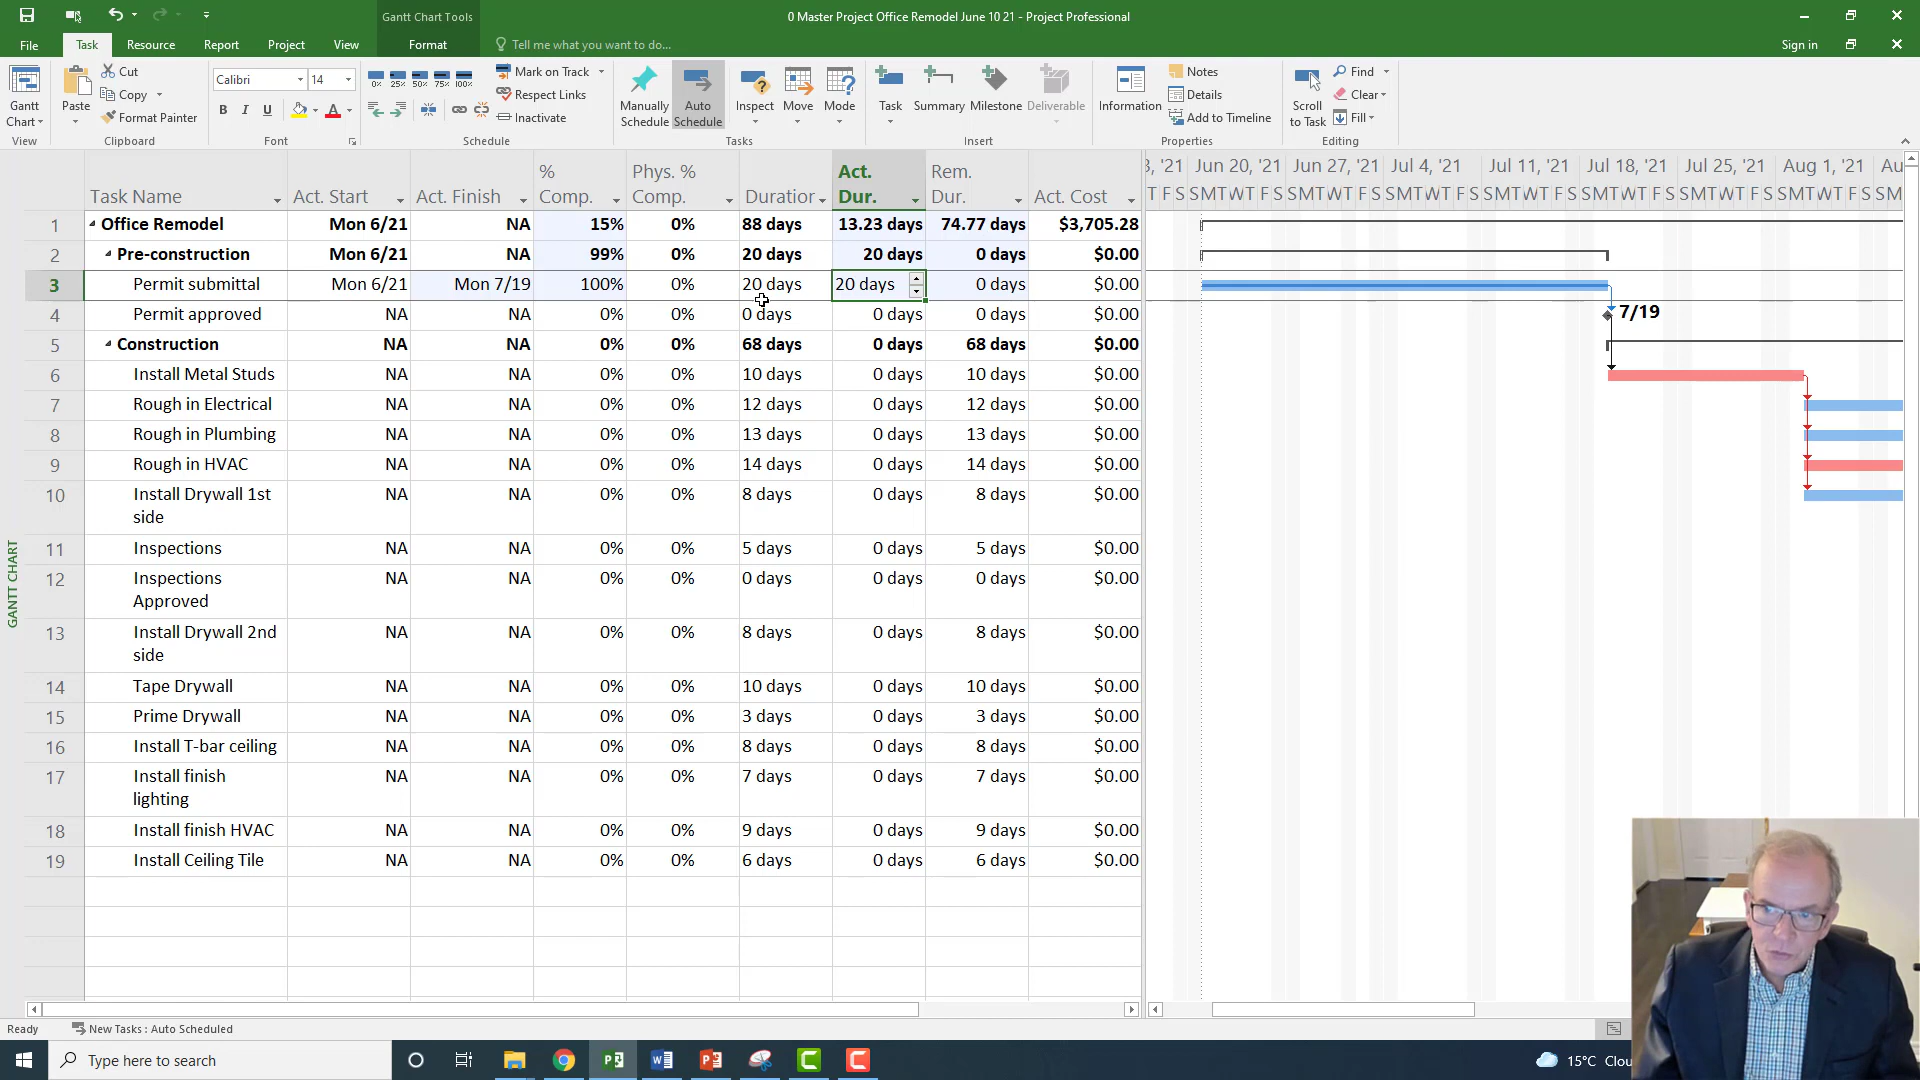 Gantt Chart Tools
0 Master Project Office Remodel June 10 21 - Project Professional
File Task Resource Report Project View Format Tell me what you want to do... Sign in
Gantt Chart
View
Paste
Cut
Copy
Format Painter
Clipboard
Calibri 14
B I U A
Font
0% 25% 50% 75% 100%
Mark on Track
Respect Links
Inactivate
Schedule
Manually Schedule
Auto Schedule
Inspect
Move
Mode
Tasks
Task
Summary
Milestone
Deliverable
Insert
Information
Notes
Details
Add to Timeline
Properties
Scroll to Task
Find
Clear
Fill
Editing
Task Name Act. Start Act. Finish % Comp. Phys. % Comp. Duration Act. Dur. Rem. Dur. Act. Cost
3, '21 Jun 20, '21 Jun 27, '21 Jul 4, '21 Jul 11, '21 Jul 18, '21 Jul 25, '21 Aug 1, '21 Au
T F S S M T W T F S S M T W T F S S M T W T F S S M T W T F S S M T W T F S S M T W T F S S M T W T F S S M
1 Office Remodel Mon 6/21 NA 15% 0% 88 days 13.23 days 74.77 days $3,705.28
2 Pre-construction Mon 6/21 NA 99% 0% 20 days 20 days 0 days $0.00
3 Permit submittal Mon 6/21 Mon 7/19 100% 0% 20 days 20 days 0 days $0.00
4 Permit approved NA NA 0% 0% 0 days 0 days 0 days $0.00
7/19
5 Construction NA NA 0% 0% 68 days 0 days 68 days $0.00
6 Install Metal Studs NA NA 0% 0% 10 days 0 days 10 days $0.00
7 Rough in Electrical NA NA 0% 0% 12 days 0 days 12 days $0.00
8 Rough in Plumbing NA NA 0% 0% 13 days 0 days 13 days $0.00
9 Rough in HVAC NA NA 0% 0% 14 days 0 days 14 days $0.00
10 Install Drywall 1st side NA NA 0% 0% 8 days 0 days 8 days $0.00
11 Inspections NA NA 0% 0% 5 days 0 days 5 days $0.00
12 Inspections Approved NA NA 0% 0% 0 days 0 days 0 days $0.00
13 Install Drywall 2nd side NA NA 0% 0% 8 days 0 days 8 days $0.00
14 Tape Drywall NA NA 0% 0% 10 days 0 days 10 days $0.00
15 Prime Drywall NA NA 0% 0% 3 days 0 days 3 days $0.00
16 Install T-bar ceiling NA NA 0% 0% 8 days 0 days 8 days $0.00
17 Install finish lighting NA NA 0% 0% 7 days 0 days 7 days $0.00
18 Install finish HVAC NA NA 0% 0% 9 days 0 days 9 days $0.00
19 Install Ceiling Tile NA NA 0% 0% 6 days 0 days 6 days $0.00
GANTT CHART
Ready New Tasks : Auto Scheduled
Type here to search
15°C Clou